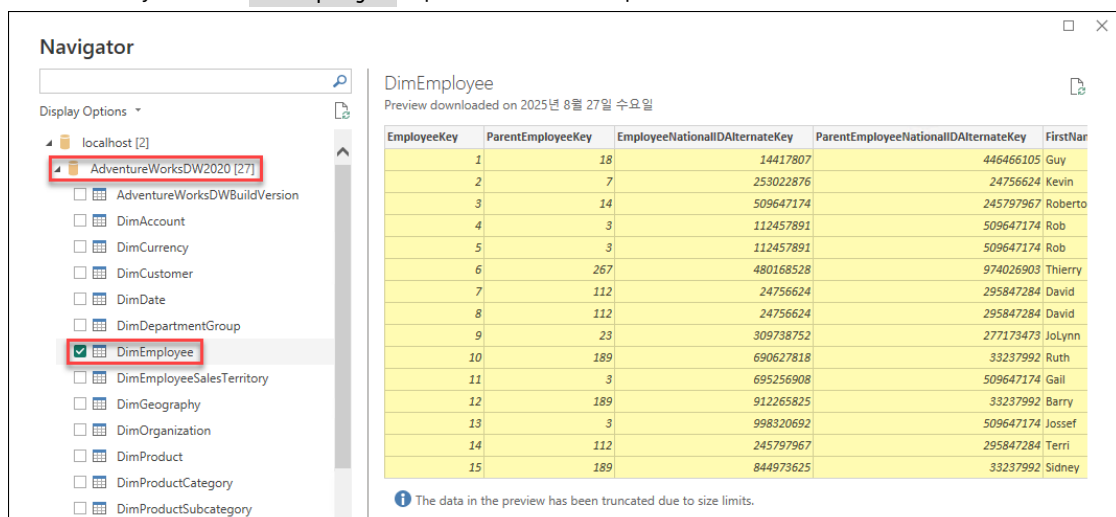 Navigator
Display Options
localhost [2]
AdventureWorksDW2020 [27]
AdventureWorksDWBuildVersion
DimAccount
DimCurrency
DimCustomer
DimDate
DimDepartmentGroup
DimEmployee
DimEmployeeSalesTerritory
DimGeography
DimOrganization
DimProduct
DimProductCategory
DimProductSubcategory
DimEmployee
Preview downloaded on 2025년 8월 27일 수요일
EmployeeKey ParentEmployeeKey EmployeeNationalIDAlternateKey ParentEmployeeNationalIDAlternateKey FirstNam
1 18 14417807 446466105 Guy
2 7 253022876 24756624 Kevin
3 14 509647174 245797967 Roberto
4 3 112457891 509647174 Rob
5 3 112457891 509647174 Rob
6 267 480168528 974026903 Thierry
7 112 24756624 295847284 David
8 112 24756624 295847284 David
9 23 309738752 277173473 JoLynn
10 189 690627818 33237992 Ruth
11 3 695256908 509647174 Gail
12 189 912265825 33237992 Barry
13 3 998320692 509647174 Jossef
14 112 245797967 295847284 Terri
15 189 844973625 33237992 Sidney
The data in the preview has been truncated due to size limits.